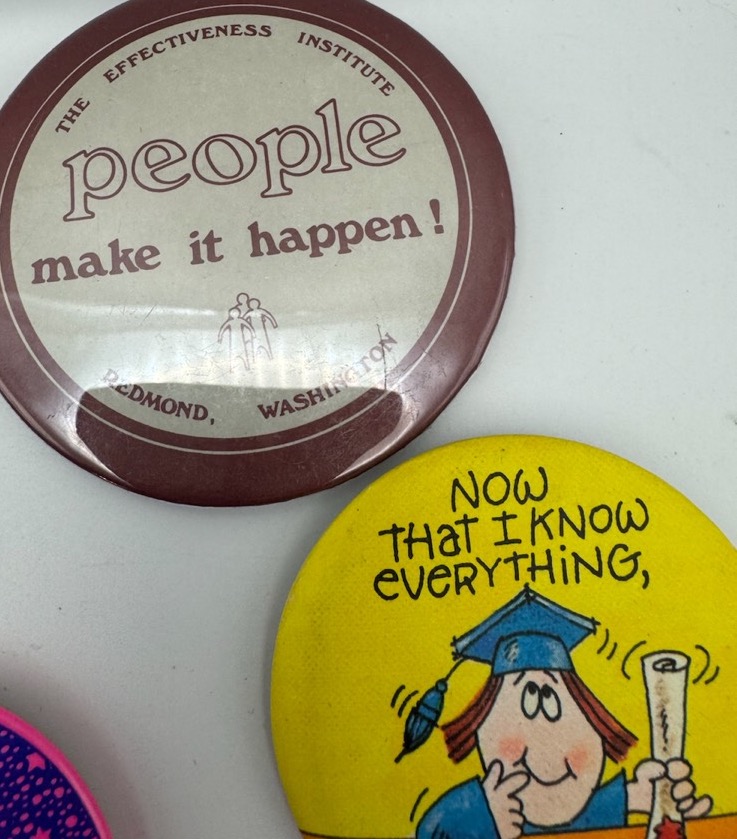 THE EFFECTIVENESS INSTITUTE
people
make it happen!
REDMOND, WASHINGTON
NOW
THAT I KNOW
EVERYTHING,